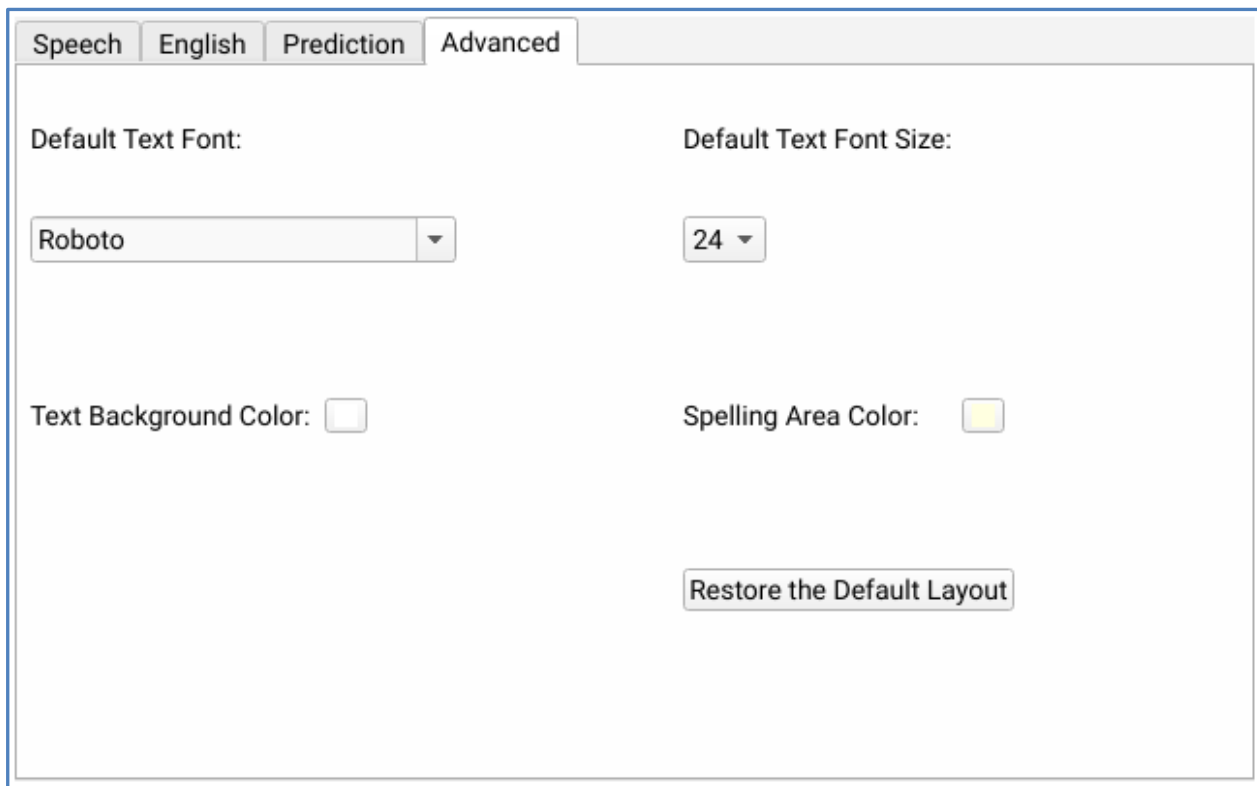 Speech English Prediction Advanced
Default Text Font: Default Text Font Size:
Roboto 24
Text Background Color: Spelling Area Color:
Restore the Default Layout